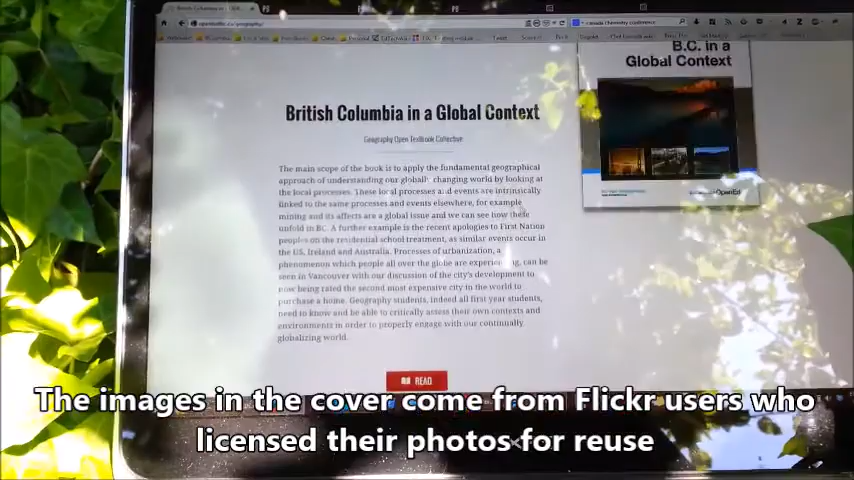 British Columbia in a Global Context
Geography Open Textbook Collective
The main scope of the book is to apply the fundamental geographical
approach of understanding our globally changing world by looking at
the local processes. These local processes and events are intrinsically
linked to the same processes and events elsewhere, for example
mining and its affects are a global issue and we can see how these
unfold in B.C. A further example is the recent apologies to First Nation
peoples on the residential school treatment, as similar events occur in
the US, Ireland and Australia. Processes of urbanization, a
phenomenon which people all over the globe are experiencing, can be
seen in Vancouver with our discussion of the city's development to
now being rated the second most expensive city in the world to
purchase a home. Geography students, indeed all first year students,
need to know and be able to critically assess their own contexts and
environments in order to properly engage with our continually
globalizing world.
READ
B.C. in a
Global Context
OpenEd
The images in the cover come from Flickr users who
licensed their photos for reuse